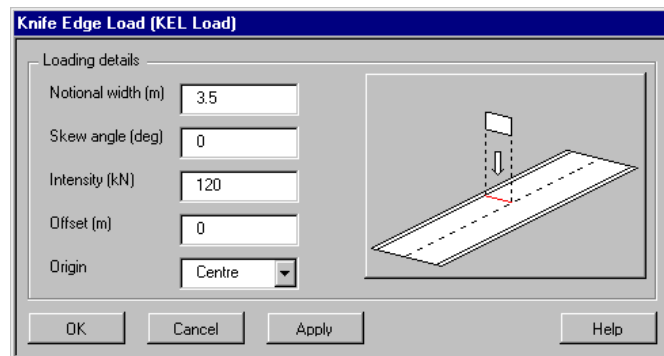 Knife Edge Load (KEL Load)
Loading details
Notional width (m) 3.5
Skew angle (deg) 0
Intensity (kN) 120
Offset (m) 0
Origin Centre
OK Cancel Apply Help